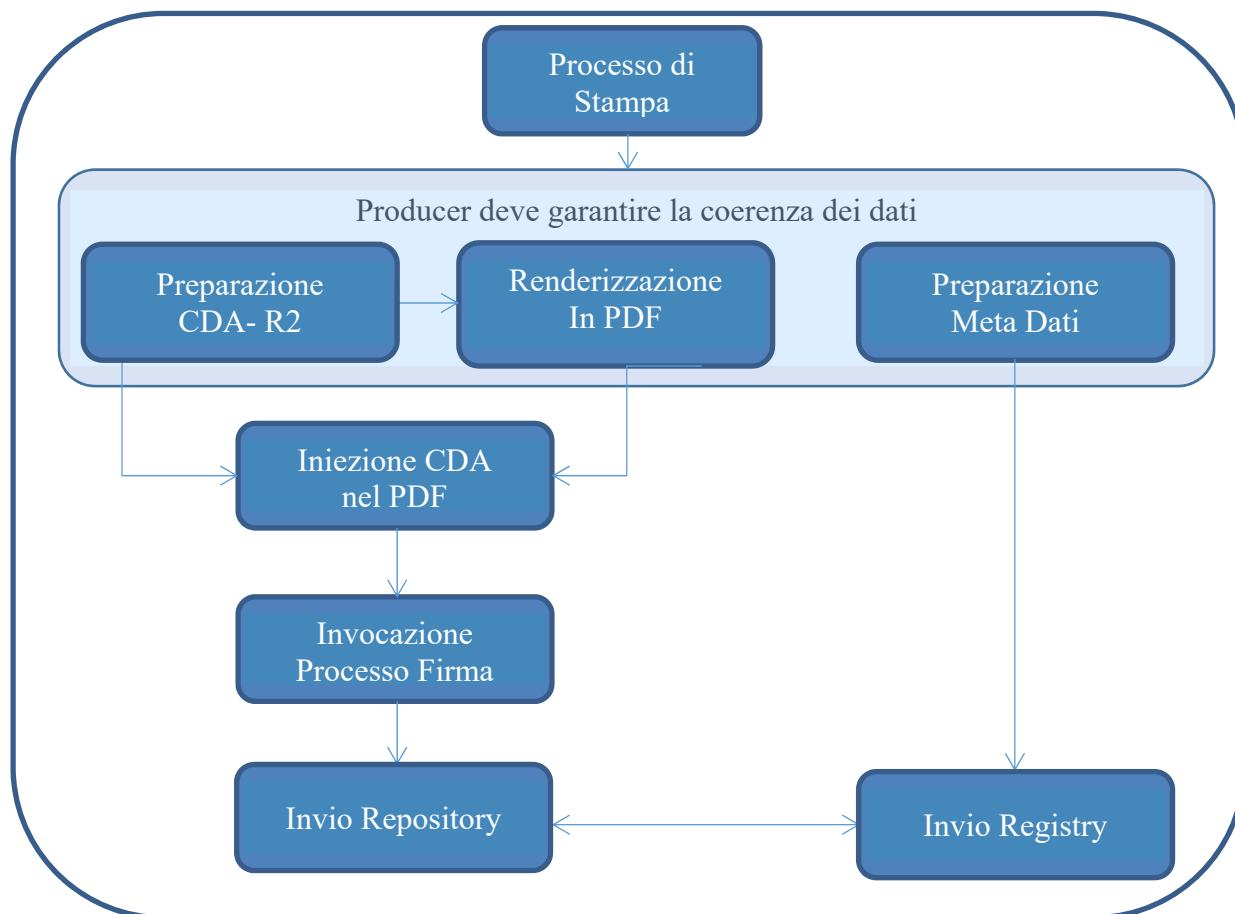 Processo di
Stampa
Producer deve garantire la coerenza dei dati
Preparazione
CDA- R2
Renderizzazione
In PDF
Preparazione
Meta Dati
Iniezione CDA
nel PDF
Invocazione
Processo Firma
Invio Repository
Invio Registry